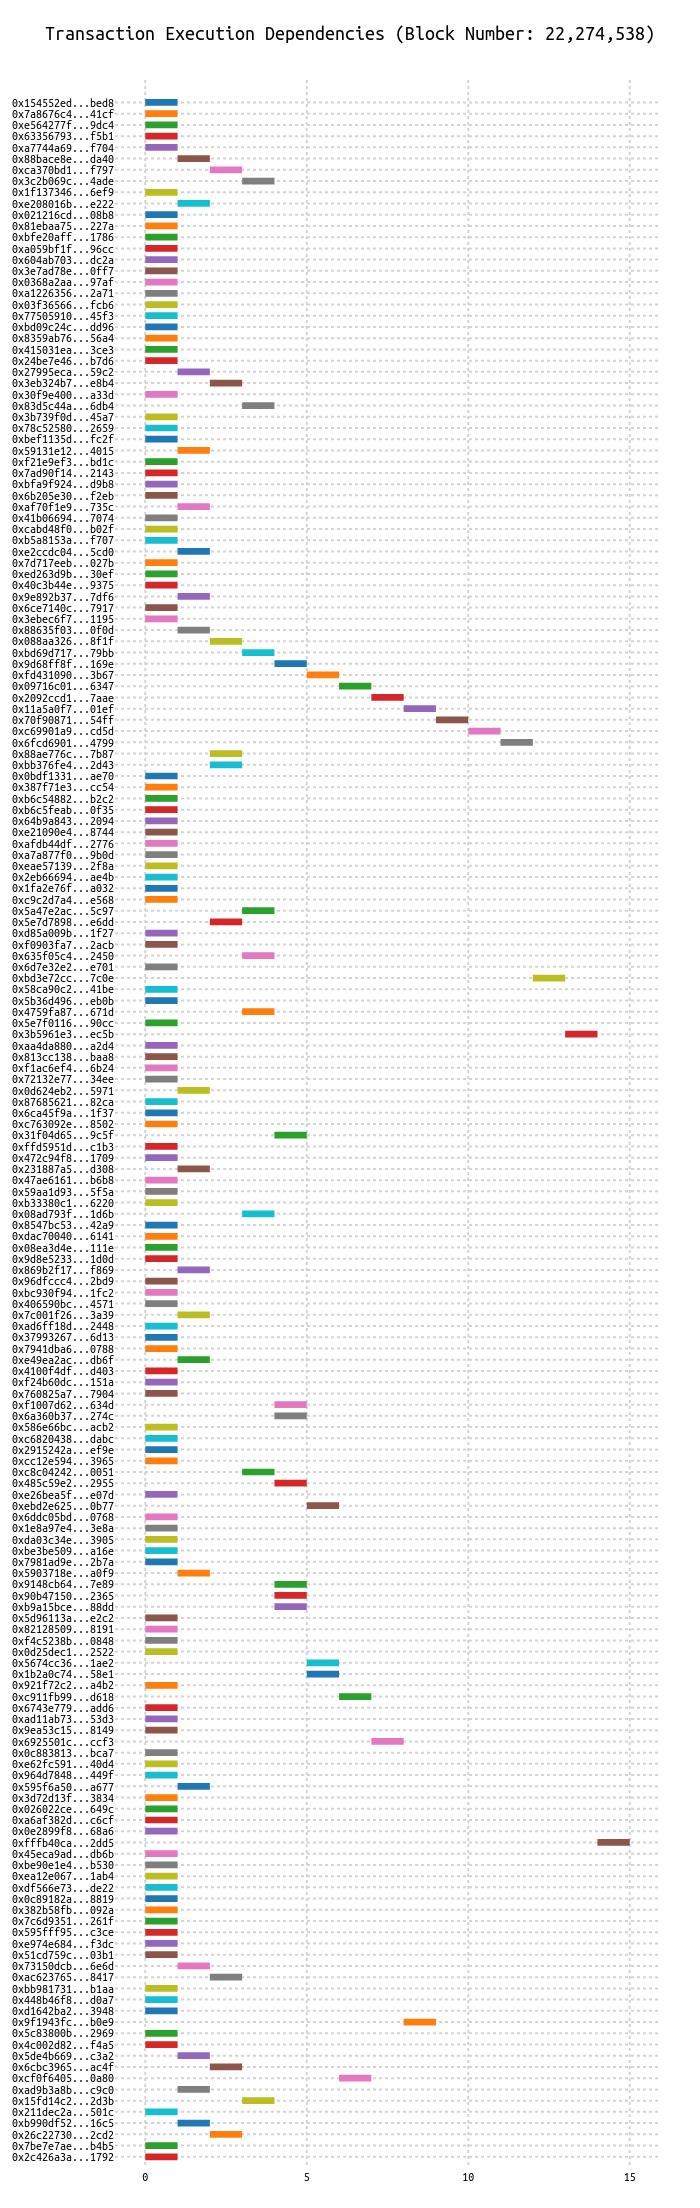 Transaction Execution Dependencies (Block Number: 22,274,538)
0x154552ed...bed8
0x7a8676c4...41cf
0xe564277f...9dc4
0x63356793...f5b1
0xa7744a69...f704
0x88bace8e...da40
0xca370bd1...f797
0x3c2b069c...4ade
0x1f137346...6ef9
0xe208016b...e222
0x021216cd...08b8
0x81ebaa75...227a
0xbfe20aff...1786
0xa059bf1f...96cc
0x604ab703...dc2a
0x3e7ad78e...0ff7
0x0368a2aa...97af
0xa1226356...2a71
0x03f36566...fcb6
0x77505910...45f3
0xbd09c24c...dd96
0x8359ab76...56a4
0x415031ea...3ce3
0x24be7e46...b7d6
0x27995eca...59c2
0x3eb324b7...e8b4
0x30f9e400...a33d
0x83d5c44a...6db4
0x3b739f0d...45a7
0x78c52580...2659
0xbef1135d...fc2f
0x59131e12...4015
0xf21e9ef3...bd1c
0x7ad90f14...2143
0xbfa9f924...d9b8
0x6b205e30...f2eb
0xaf70f1e9...735c
0x41b06694...7074
0xcabd48f0...b02f
0xb5a8153a...f707
0xe2ccdc04...5cd0
0x7d717eeb...027b
0xed263d9b...30ef
0x40c3b44e...9375
0x9e892b37...7df6
0x6ce7140c...7917
0x3ebec6f7...1195
0x88635f03...0f0d
0x088aa326...8f1f
0xbd69d717...79bb
0x9d68ff8f...169e
0xfd431090...3b67
0x09716c01...6347
0x2092ccd1...7aae
0x11a5a0f7...01ef
0x70f90871...54ff
0xc69901a9...cd5d
0x6fcd6901...4799
0x88ae776c...7b87
0xbb376fe4...2d43
0x0bdf1331...ae70
0x387f71e3...cc54
0xb6c54882...b2c2
0xb6c5feab...0f35
0x64b9a843...2094
0xe21090e4...8744
0xafdb44df...2776
0xa7a877f0...9b0d
0xeae57139...2f8a
0x2eb66694...ae4b
0x1fa2e76f...a032
0xc9c2d7a4...e568
0x5a47e2ac...5c97
0x5e7d7898...e6dd
0xd85a009b...1f27
0xf0903fa7...2acb
0x635f05c4...2450
0x6d7e32e2...e701
0xbd3e72cc...7c0e
0x58ca90c2...41be
0x5b36d496...eb0b
0x4759fa87...671d
0x5e7f0116...90cc
0x3b5961e3...ec5b
0xaa4da880...a2d4
0x813cc138...baa8
0xf1ac6ef4...6b24
0x72132e77...34ee
0x0d624eb2...5971
0x87685621...82ca
0x6ca45f9a...1f37
0xc763092e...8502
0x31f04d65...9c5f
0xffd5951d...c1b3
0x472c94f8...1709
0x231887a5...d308
0x47ae6161...b6b8
0x59aa1d93...5f5a
0xb33380c1...6220
0x08ad793f...1d6b
0x8547bc53...42a9
0xdac70040...6141
0x08ea3d4e...111e
0x9d8e5233...1d0d
0x869b2f17...f869
0x96dfccc4...2bd9
0xbc930f94...1fc2
0x406590bc...4571
0x7c001f26...3a39
0xad6ff18d...2448
0x37993267...6d13
0x7941dba6...0788
0xe49ea2ac...db6f
0x4100f4df...d403
0xf24b60dc...151a
0x760825a7...7904
0xf1007d62...634d
0x6a360b37...274c
0x586e66bc...acb2
0xc6820438...dabc
0x2915242a...ef9e
0xcc12e594...3965
0xc8c04242...0051
0x485c59e2...2955
0xe26bea5f...e07d
0xebd2e625...0b77
0x6ddc05bd...0768
0x1e8a97e4...3e8a
0xda03c34e...3905
0xbe3be509...a16e
0x7981ad9e...2b7a
0x5903718e...a0f9
0x9148cb64...7e89
0x90b47150...2365
0xb9a15bce...88dd
0x5d96113a...e2c2
0x82128509...8191
0xf4c5238b...0848
0x0d25dec1...2522
0x5674cc36...1ae2
0x1b2a0c74...58e1
0x921f72c2...a4b2
0xc911fb99...d618
0x6743e779...add6
0xad11ab73...53d3
0x9ea53c15...8149
0x6925501c...ccf3
0x0c883813...bca7
0xe62fc591...40d4
0x964d7848...449f
0x595f6a50...a677
0x3d72d13f...3834
0x026022ce...649c
0xa6af382d...c6cf
0x0e2899f8...68a6
0xfffb40ca...2dd5
0x45eca9ad...db6b
0xbe90e1e4...b530
0xea12e067...1ab4
0xdf566e73...de22
0x0c89182a...8819
0x382b58fb...092a
0x7c6d9351...261f
0x595fff95...c3ce
0xe974e684...f3dc
0x51cd759c...03b1
0x73150dcb...6e6d
0xac623765...8417
0xbb981731...b1aa
0x448b46f8...d0a7
0xd1642ba2...3948
0x9f1943fc...b0e9
0x5c83800b...2969
0x4c002d82...f4a5
0x5de4b669...c3a2
0x6cbc3965...ac4f
0xcf0f6405...0a80
0xad9b3a8b...c9c0
0x15fd14c2...2d3b
0x211dec2a...501c
0xb990df52...16c5
0x26c22730...2cd2
0x7be7e7ae...b4b5
0x2c426a3a...1792
0 5 10 15